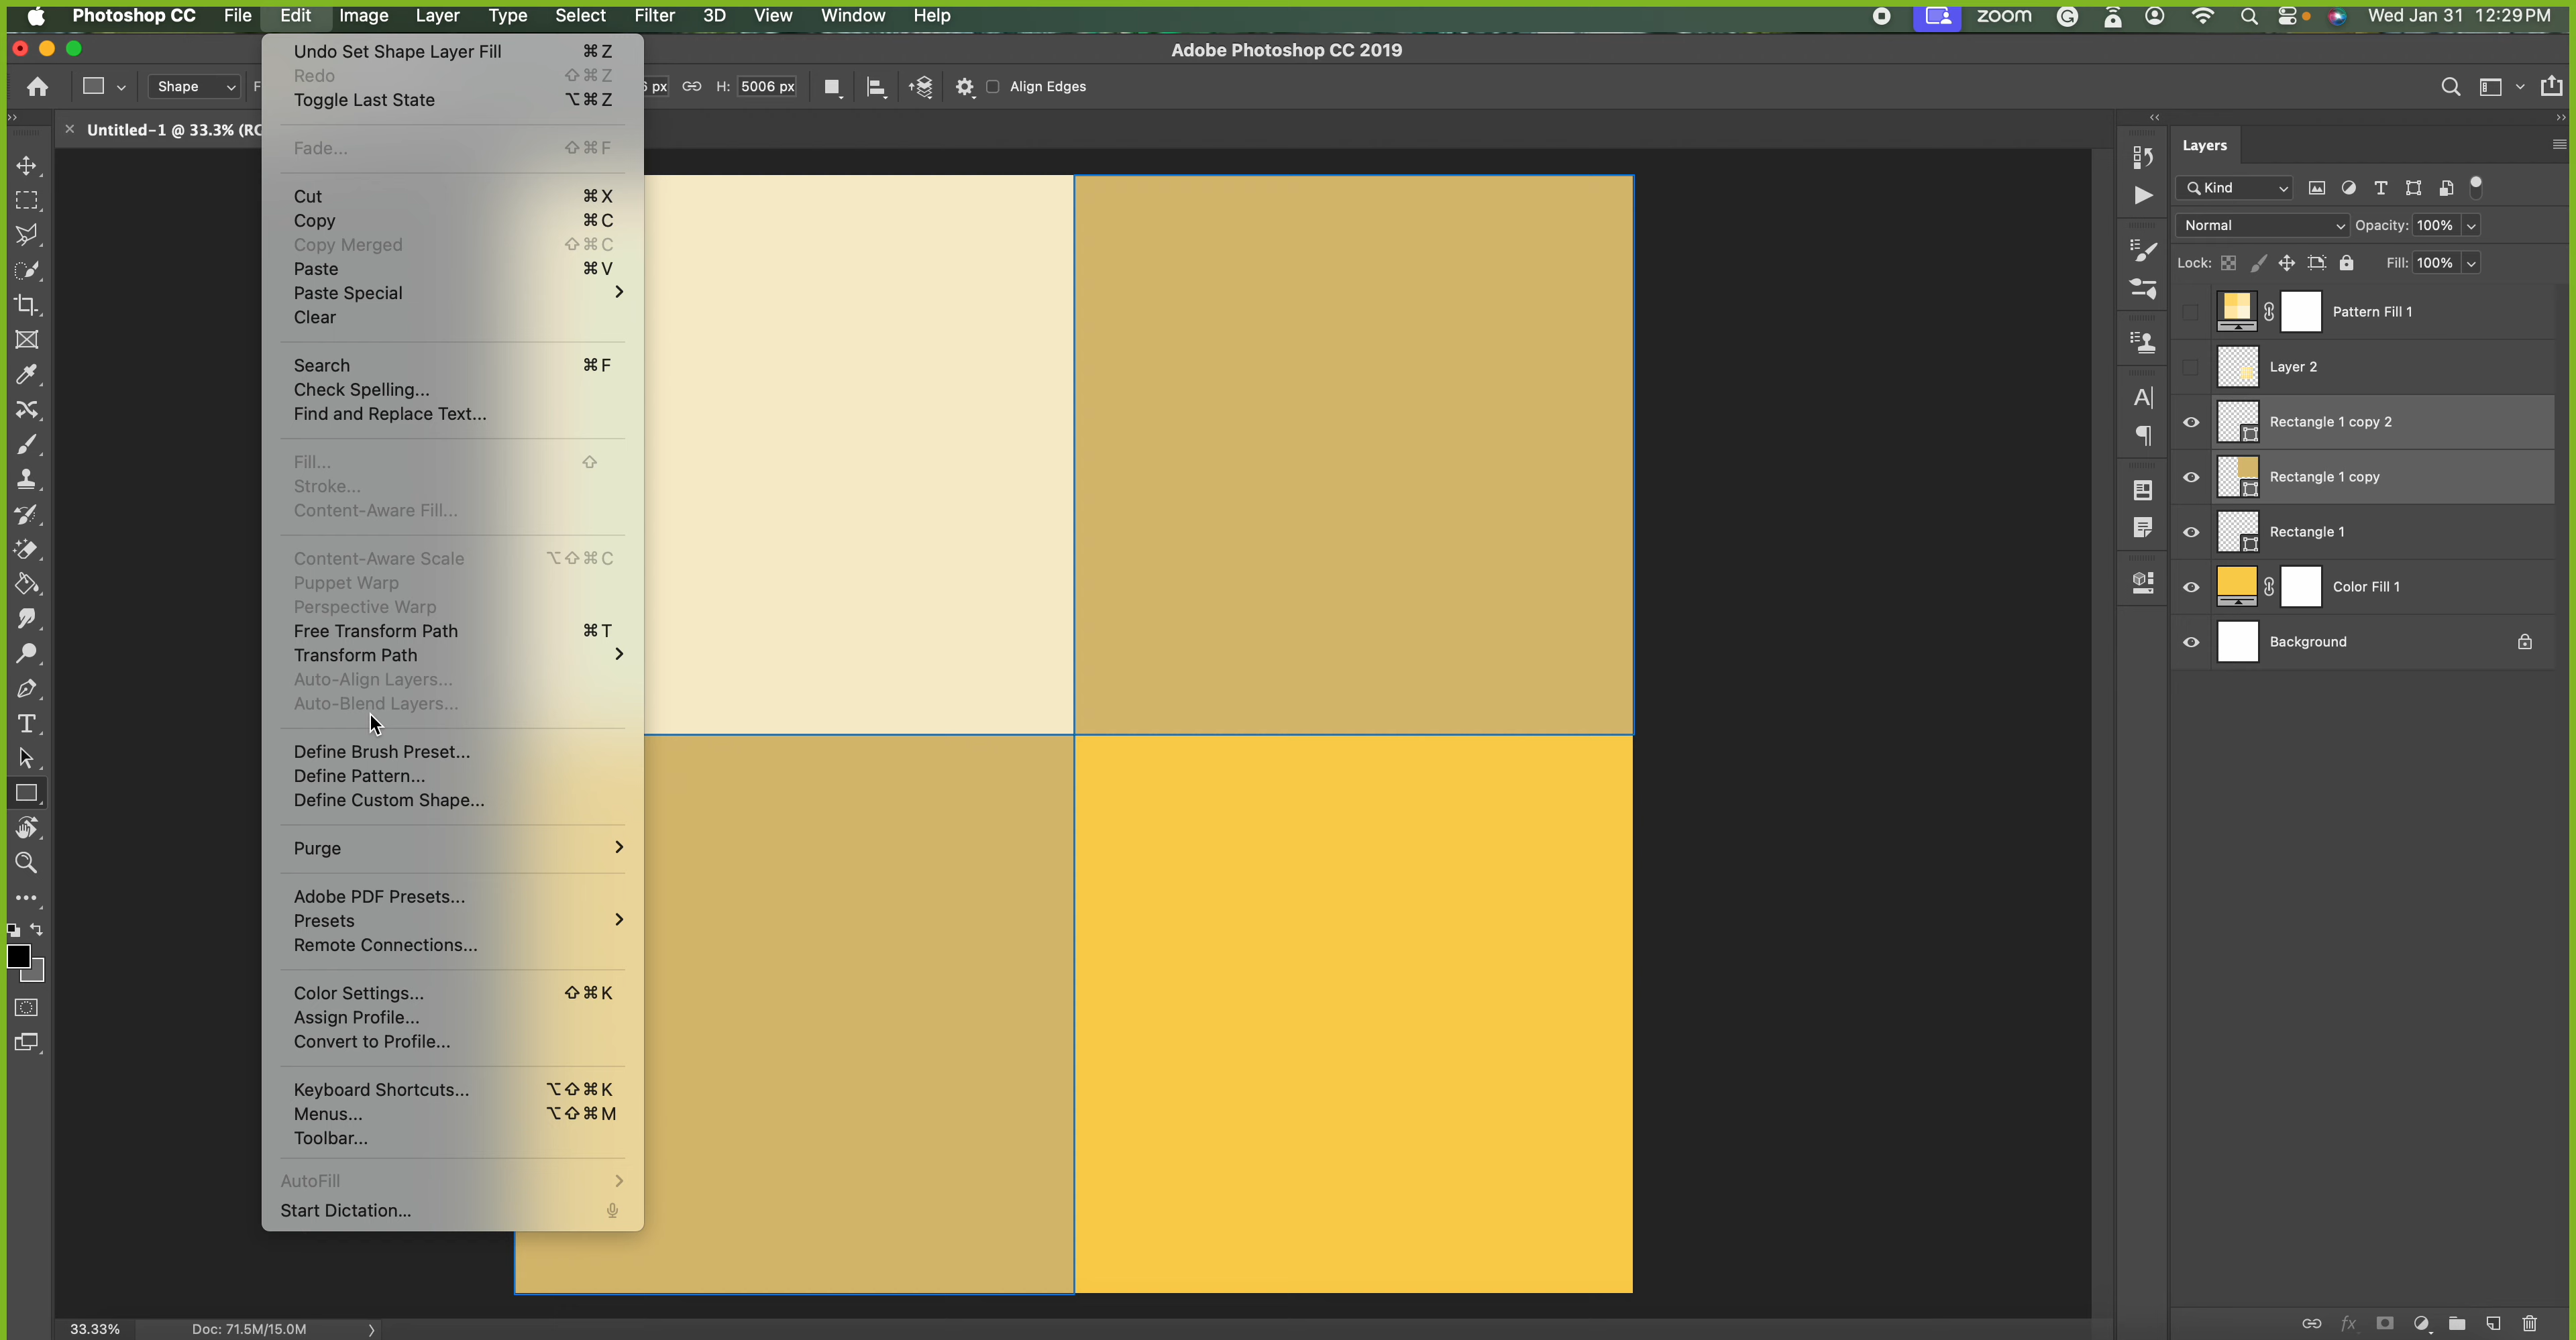 Photoshop CC File Edit Image Layer Type Select Filter 3D View Window Help zoom Wed Jan 31 12:29 PM
Adobe Photoshop CC 2019
Shape px H: 5006 px Align Edges
Untitled-1 @ 33.3%
Undo Set Shape Layer Fill ⌘Z
Redo ⇧⌘Z
Toggle Last State ⌥⌘Z
Fade... ⇧⌘F
Cut ⌘X
Copy ⌘C
Copy Merged ⇧⌘C
Paste ⌘V
Paste Special
Clear
Search ⌘F
Check Spelling...
Find and Replace Text...
Fill... ⇧
Stroke...
Content-Aware Fill...
Content-Aware Scale ⌥⇧⌘C
Puppet Warp
Perspective Warp
Free Transform Path ⌘T
Transform Path
Auto-Align Layers...
Auto-Blend Layers...
Define Brush Preset...
Define Pattern...
Define Custom Shape...
Purge
Adobe PDF Presets...
Presets
Remote Connections...
Color Settings... ⇧⌘K
Assign Profile...
Convert to Profile...
Keyboard Shortcuts... ⌥⇧⌘K
Menus... ⌥⇧⌘M
Toolbar...
AutoFill
Start Dictation...
Layers
Kind
Normal Opacity: 100%
Lock: Fill: 100%
Pattern Fill 1
Layer 2
Rectangle 1 copy 2
Rectangle 1 copy
Rectangle 1
Color Fill 1
Background
33.33% Doc: 71.5M/15.0M
fx